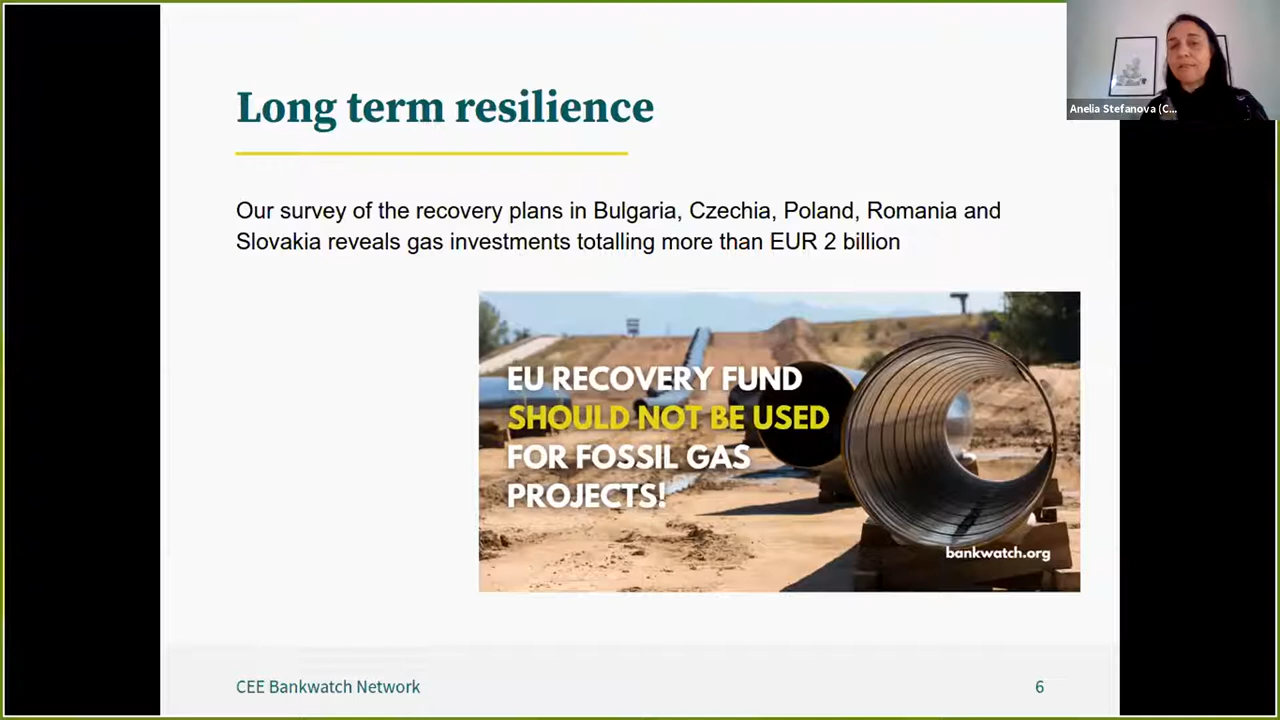 Long term resilience
Anelia Stefanova (C...
Our survey of the recovery plans in Bulgaria, Czechia, Poland, Romania and
Slovakia reveals gas investments totalling more than EUR 2 billion
EU RECOVERY FUND
SHOULD NOT BE USED
FOR FOSSIL GAS
PROJECTS!
bankwatch.org
CEE Bankwatch Network
6